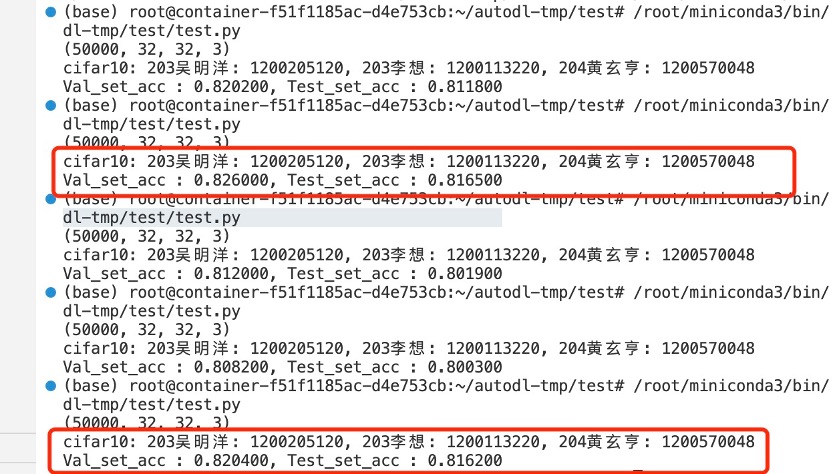 (base) root@container-f51f1185ac-d4e753cb:~/autodl-tmp/test# /root/miniconda3/bin/
dl-tmp/test/test.py
(50000, 32, 32, 3)
cifar10: 203吴明洋: 1200205120, 203李想: 1200113220, 204黄玄亨: 1200570048
Val_set_acc : 0.820200, Test_set_acc : 0.811800
(base) root@container-f51f1185ac-d4e753cb:~/autodl-tmp/test# /root/miniconda3/bin/
dl-tmp/test/test.py
(50000, 32, 32, 3)
cifar10: 203吴明洋: 1200205120, 203李想: 1200113220, 204黄玄亨: 1200570048
Val_set_acc : 0.826000, Test_set_acc : 0.816500
(base) root@container-f51f1185ac-d4e753cb:~/autodl-tmp/test# /root/miniconda3/bin/
dl-tmp/test/test.py
(50000, 32, 32, 3)
cifar10: 203吴明洋: 1200205120, 203李想: 1200113220, 204黄玄亨: 1200570048
Val_set_acc : 0.812000, Test_set_acc : 0.801900
(base) root@container-f51f1185ac-d4e753cb:~/autodl-tmp/test# /root/miniconda3/bin/
dl-tmp/test/test.py
(50000, 32, 32, 3)
cifar10: 203吴明洋: 1200205120, 203李想: 1200113220, 204黄玄亨: 1200570048
Val_set_acc : 0.808200, Test_set_acc : 0.800300
(base) root@container-f51f1185ac-d4e753cb:~/autodl-tmp/test# /root/miniconda3/bin/
dl-tmp/test/test.py
(50000, 32, 32, 3)
cifar10: 203吴明洋: 1200205120, 203李想: 1200113220, 204黄玄亨: 1200570048
Val_set_acc : 0.820400, Test_set_acc : 0.816200